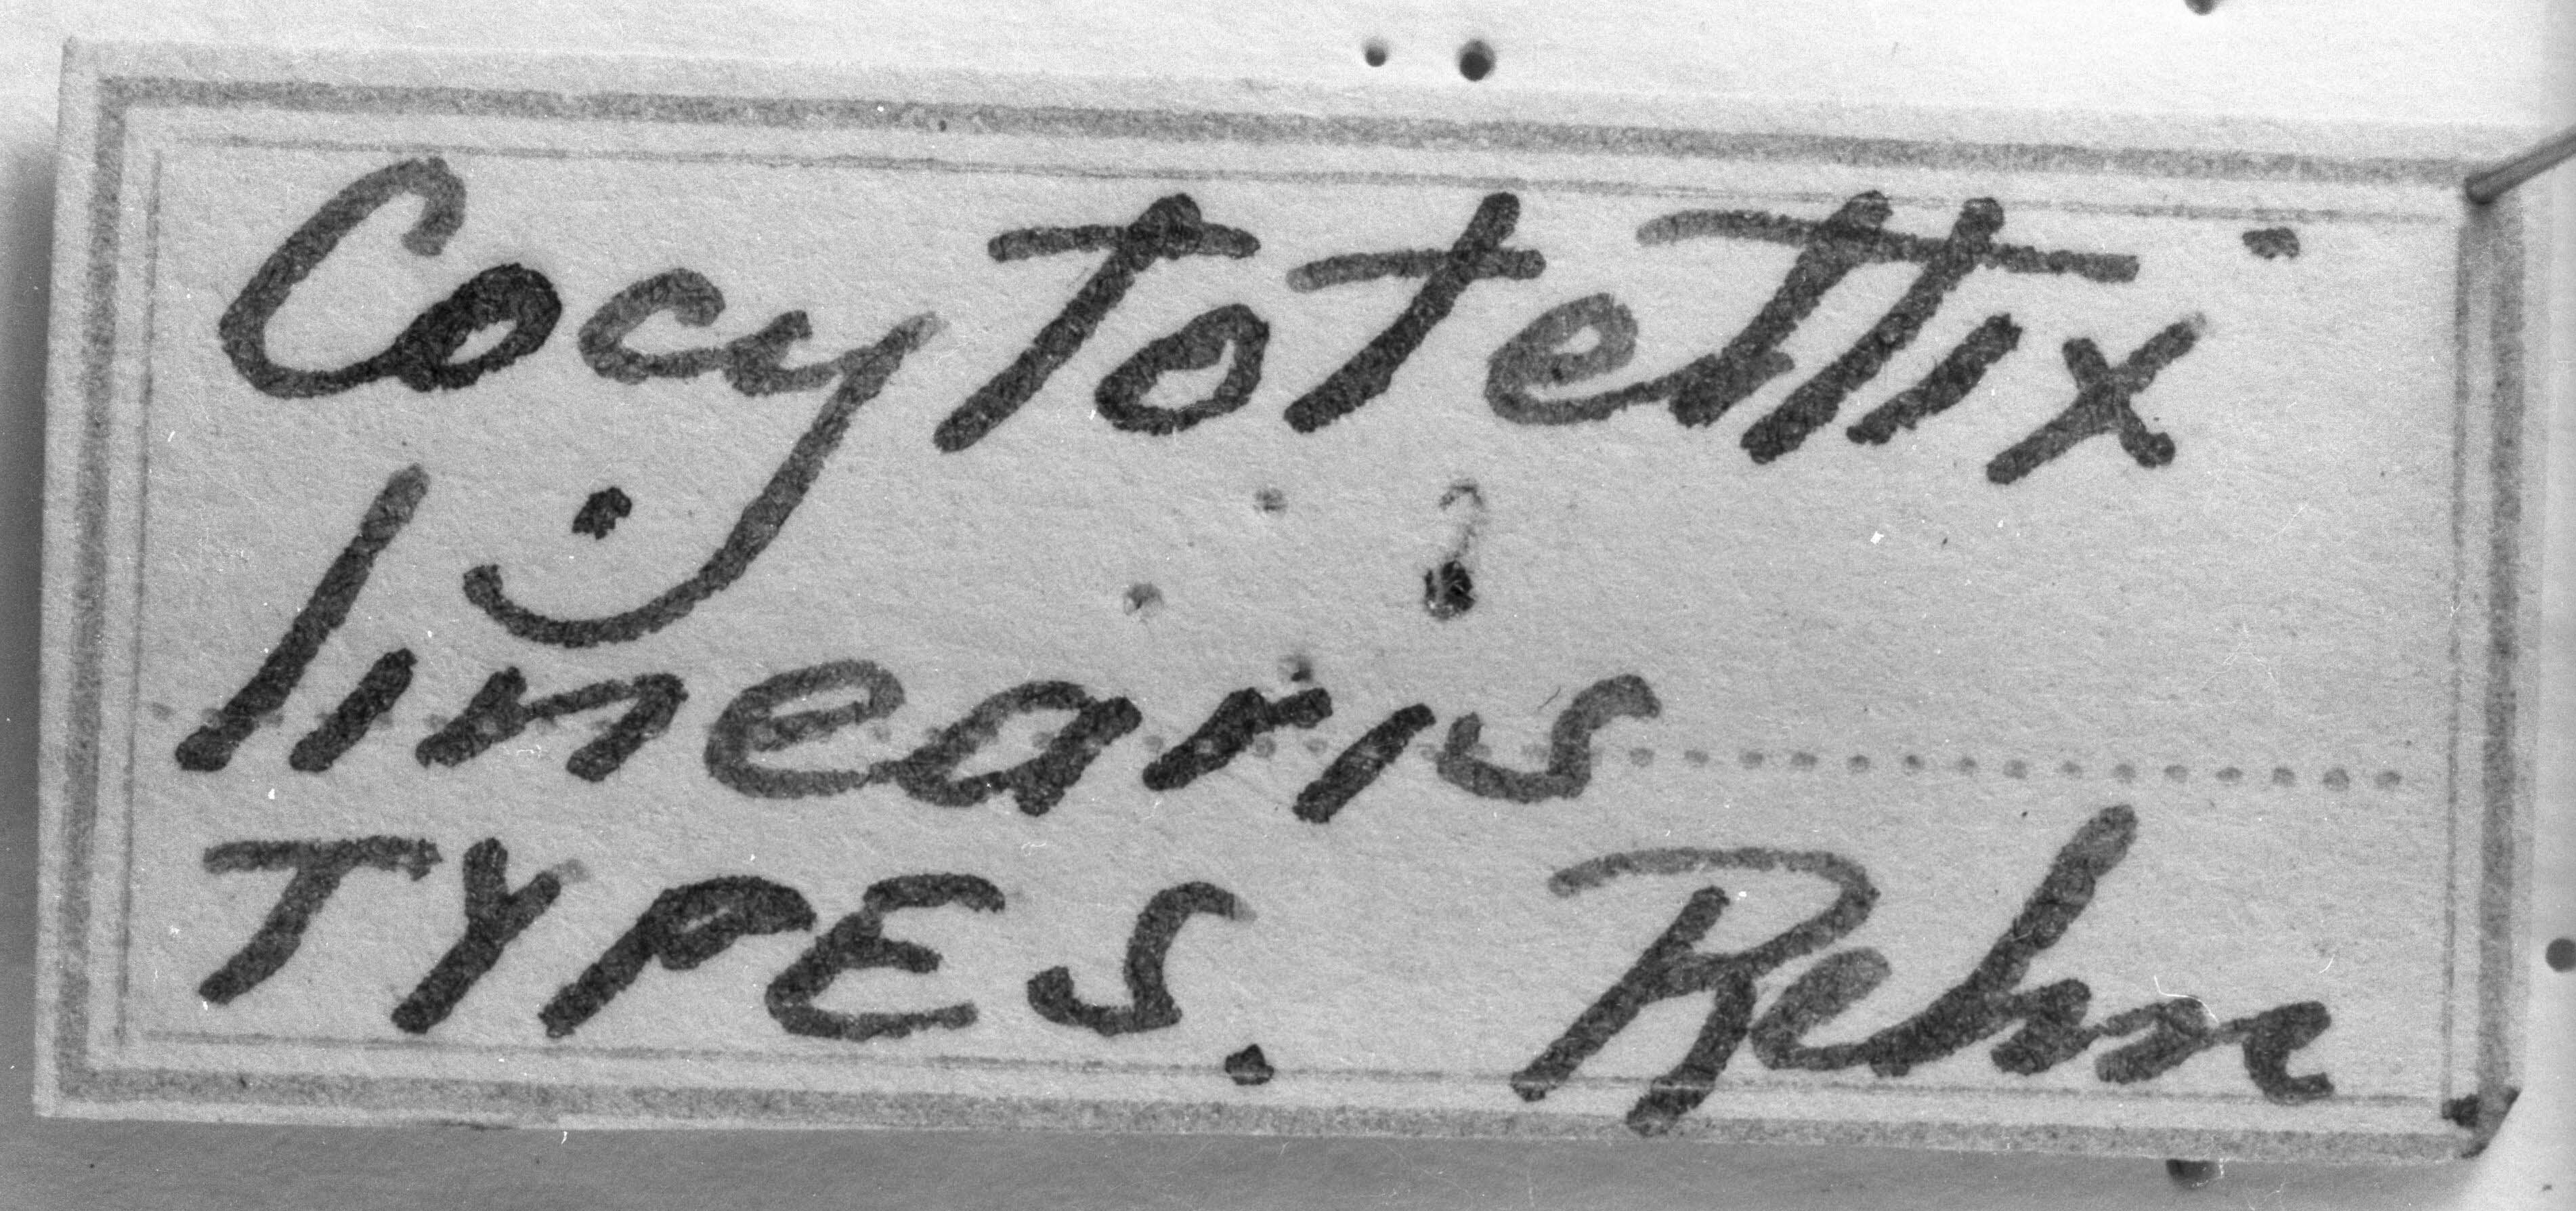 Cocytotettix
linearis
TYPES. Rehn